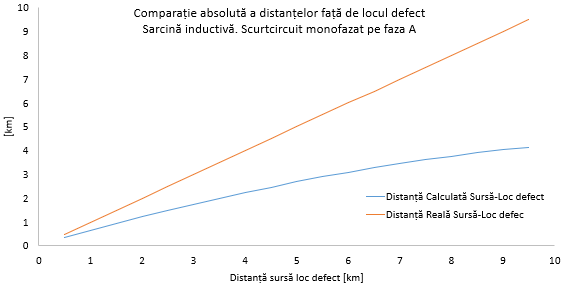 Comparație absolută a distanțelor față de locul defect
Sarcină inductivă. Scurtcircuit monofazat pe faza A
10
9
8
7
6
5
4
3
2
1
0
[km]
0 1 2 3 4 5 6 7 8 9 10
Distanță sursă loc defect [km]
Distanță Calculată Sursă-Loc defect
Distanță Reală Sursă-Loc defec